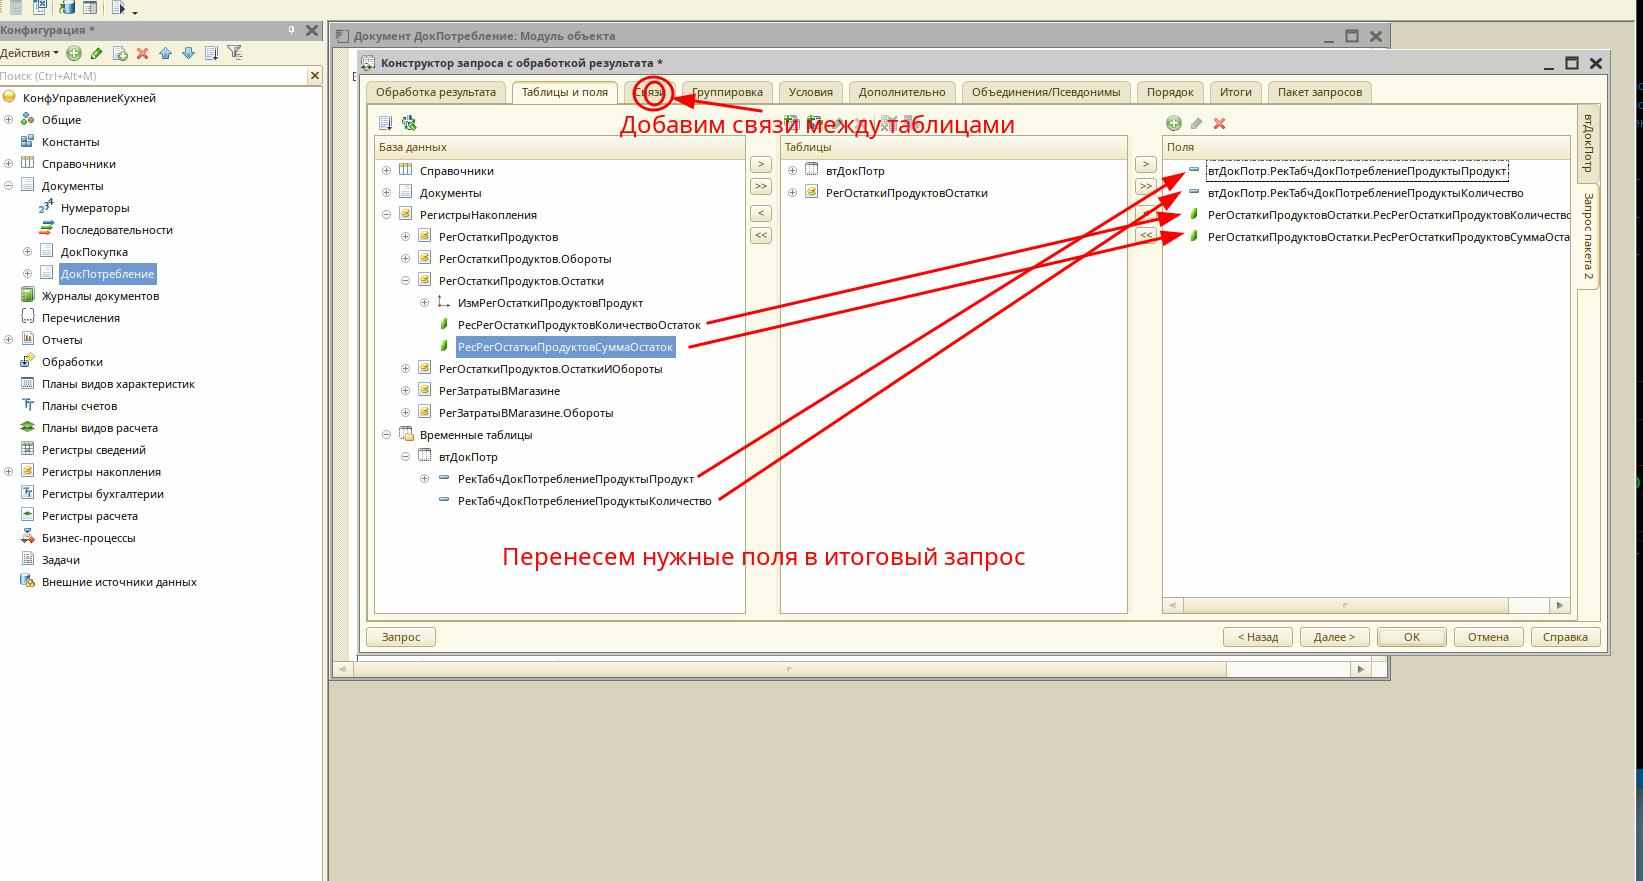 Конфигурация *
Действия
Поиск (Ctrl+Alt+M)
КонфУправлениеКухней
Общие
Константы
Справочники
Документы
Нумераторы
Последовательности
ДокПокупка
ДокПотребление
Журналы документов
Перечисления
Отчеты
Обработки
Планы видов характеристик
Планы счетов
Планы видов расчета
Регистры сведений
Регистры накопления
Регистры бухгалтерии
Регистры расчета
Бизнес-процессы
Задачи
Внешние источники данных
Документ ДокПотребление: Модуль объекта
Конструктор запроса с обработкой результата *
Обработка результата
Таблицы и поля
Связи
Группировка
Условия
Дополнительно
Объединения/Псевдонимы
Порядок
Итоги
Пакет запросов
Добавим связи между таблицами
База данных
Справочники
Документы
РегистрыНакопления
РегОстаткиПродуктов
РегОстаткиПродуктов.Обороты
РегОстаткиПродуктов.Остатки
ИзмРегОстаткиПродуктовПродукт
РесРегОстаткиПродуктовКоличествоОстаток
РесРегОстаткиПродуктовСуммаОстаток
РегОстаткиПродуктов.ОстаткиИОбороты
РегЗатратыВМагазине
РегЗатратыВМагазине.Обороты
Временные таблицы
втДокПотр
РекТабчДокПотреблениеПродуктыПродукт
РекТабчДокПотреблениеПродуктыКоличество
>
>>
<
<<
Таблицы
втДокПотр
РегОстаткиПродуктовОстатки
>
>>
<<
Поля
втДокПотр.РекТабчДокПотреблениеПродуктыПродукт
втДокПотр.РекТабчДокПотреблениеПродуктыКоличество
РегОстаткиПродуктовОстатки.РесРегОстаткиПродуктовКоличество
РегОстаткиПродуктовОстатки.РесРегОстаткиПродуктовСуммаОста
втДокПотр
Запрос пакета 2
Перенесем нужные поля в итоговый запрос
Запрос
< Назад
Далее >
ОК
Отмена
Справка